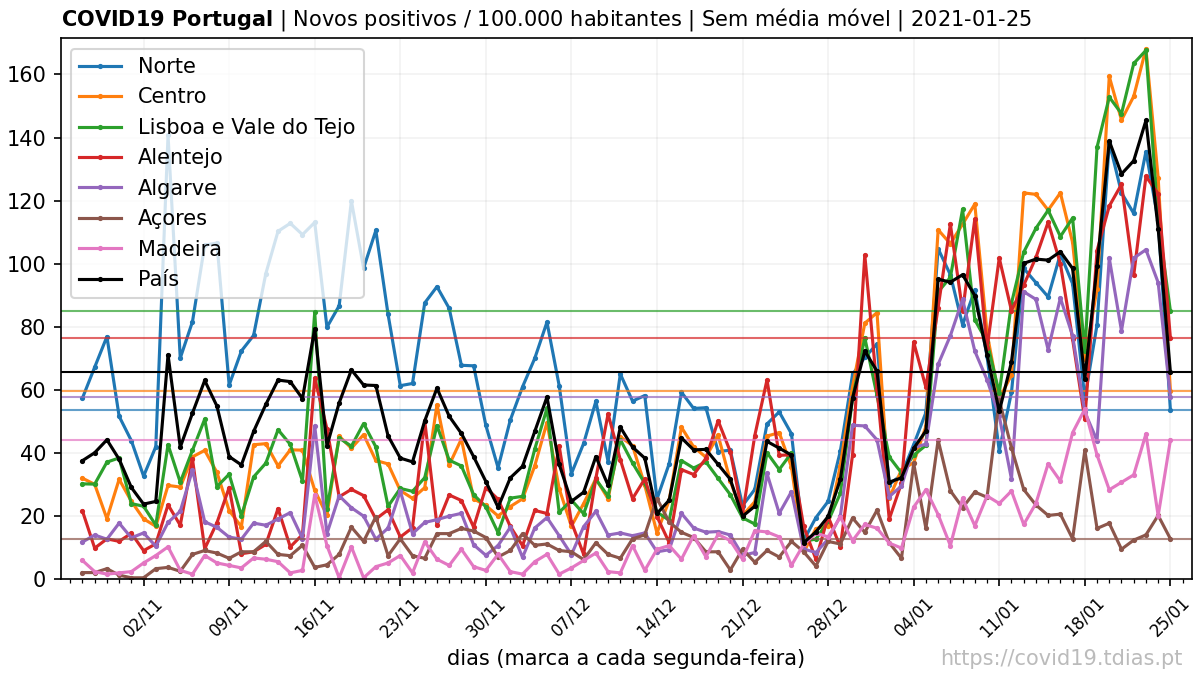 COVID19 Portugal | Novos positivos / 100.000 habitantes | Sem média móvel | 2021-01-25
160
140
120
100
80
60
40
20
0
Norte
Centro
Lisboa e Vale do Tejo
Alentejo
Algarve
Açores
Madeira
País
02/11
09/11
16/11
23/11
30/11
07/12
14/12
21/12
28/12
04/01
11/01
18/01
25/01
dias (marca a cada segunda-feira)
https://covid19.tdias.pt